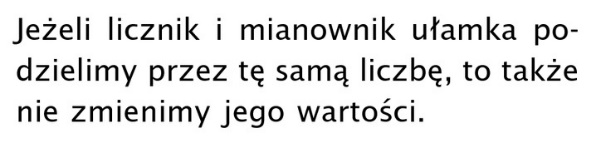 Jeżeli licznik i mianownik ułamka po-
dzielimy przez tę samą liczbę, to także
nie zmienimy jego wartości.